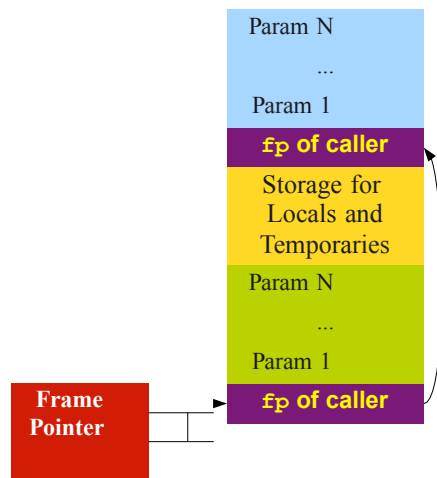 Param N
...
Param 1
fp of caller
Storage for
Locals and
Temporaries
Param N
...
Param 1
fp of caller
Frame
Pointer